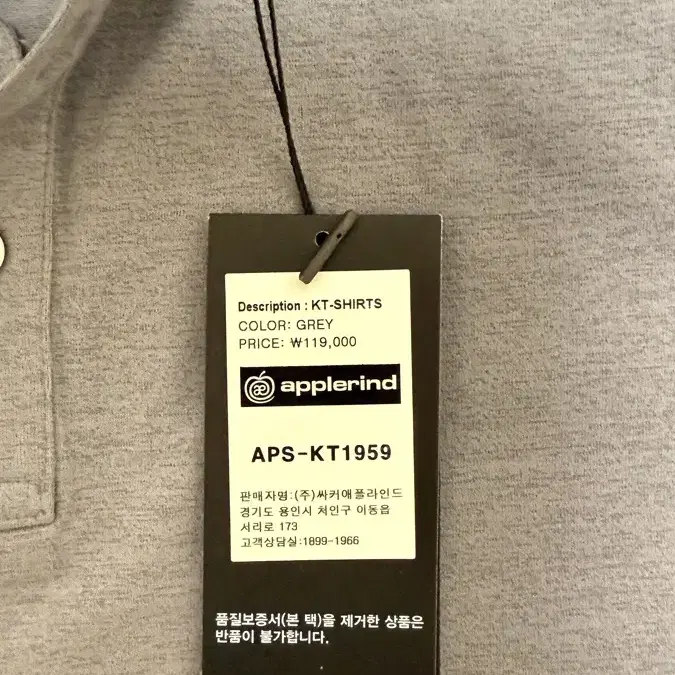 Description : KT-SHIRTS
COLOR: GREY
PRICE: ₩119,000
æ applerind
APS-KT1959
판매자명:(주)싸커애플라인드
경기도 용인시 처인구 이동읍
서리로 173
고객상담실:1899-1966
품질보증서(본 택)을 제거한 상품은
반품이 불가합니다.